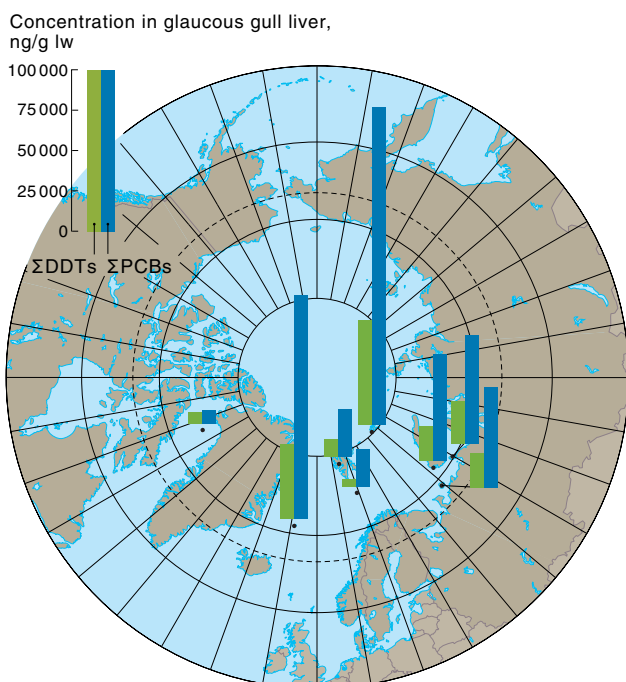 Concentration in glaucous gull liver,
ng/g lw
100 000
75 000
50 000
25 000
0
ΣDDTs ΣPCBs